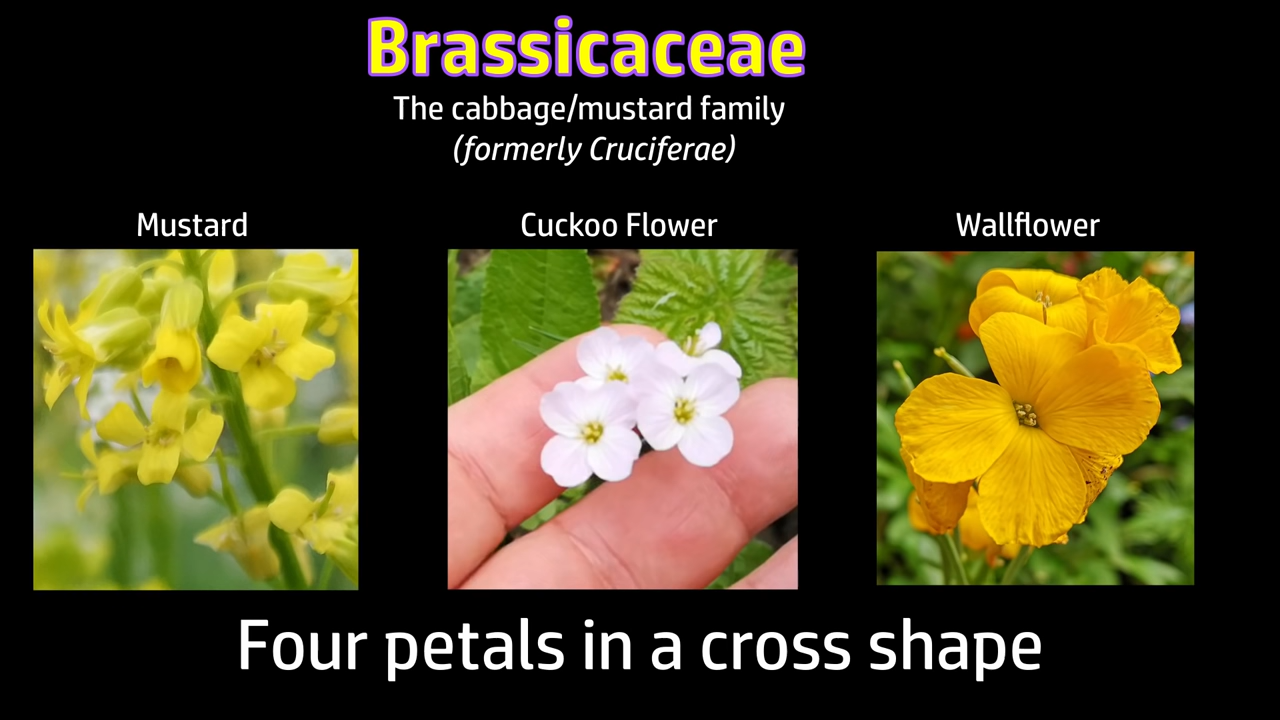 Brassicaceae
The cabbage/mustard family
(formerly Cruciferae)
Mustard
Cuckoo Flower
Wallflower
Four petals in a cross shape